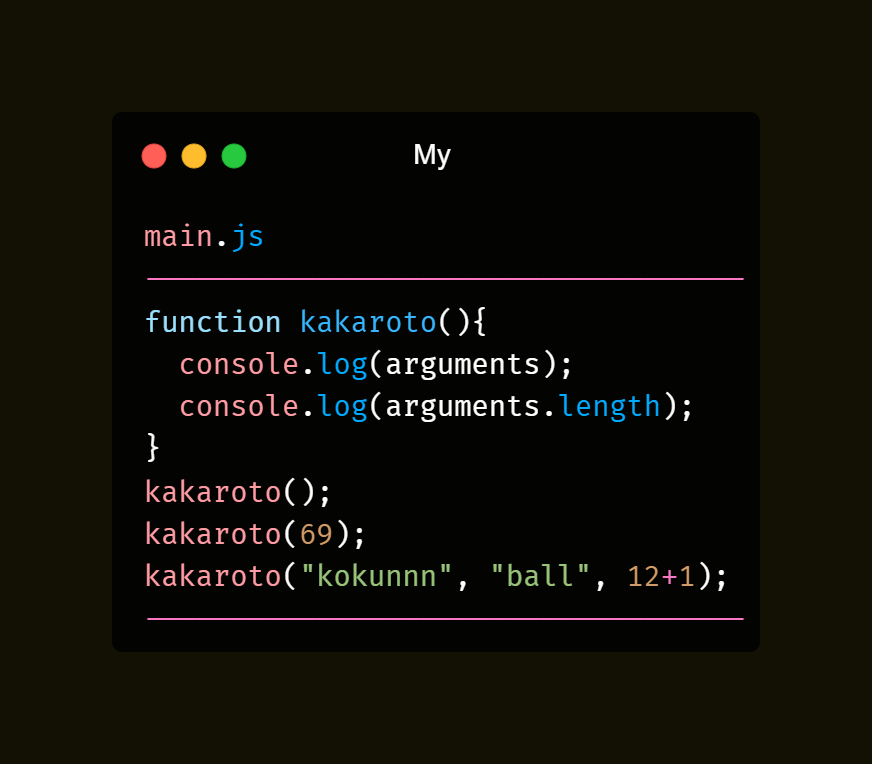 My
main.js
function kakaroto(){
  console.log(arguments);
  console.log(arguments.length);
}
kakaroto();
kakaroto(69);
kakaroto("kokunnn", "ball", 12+1);